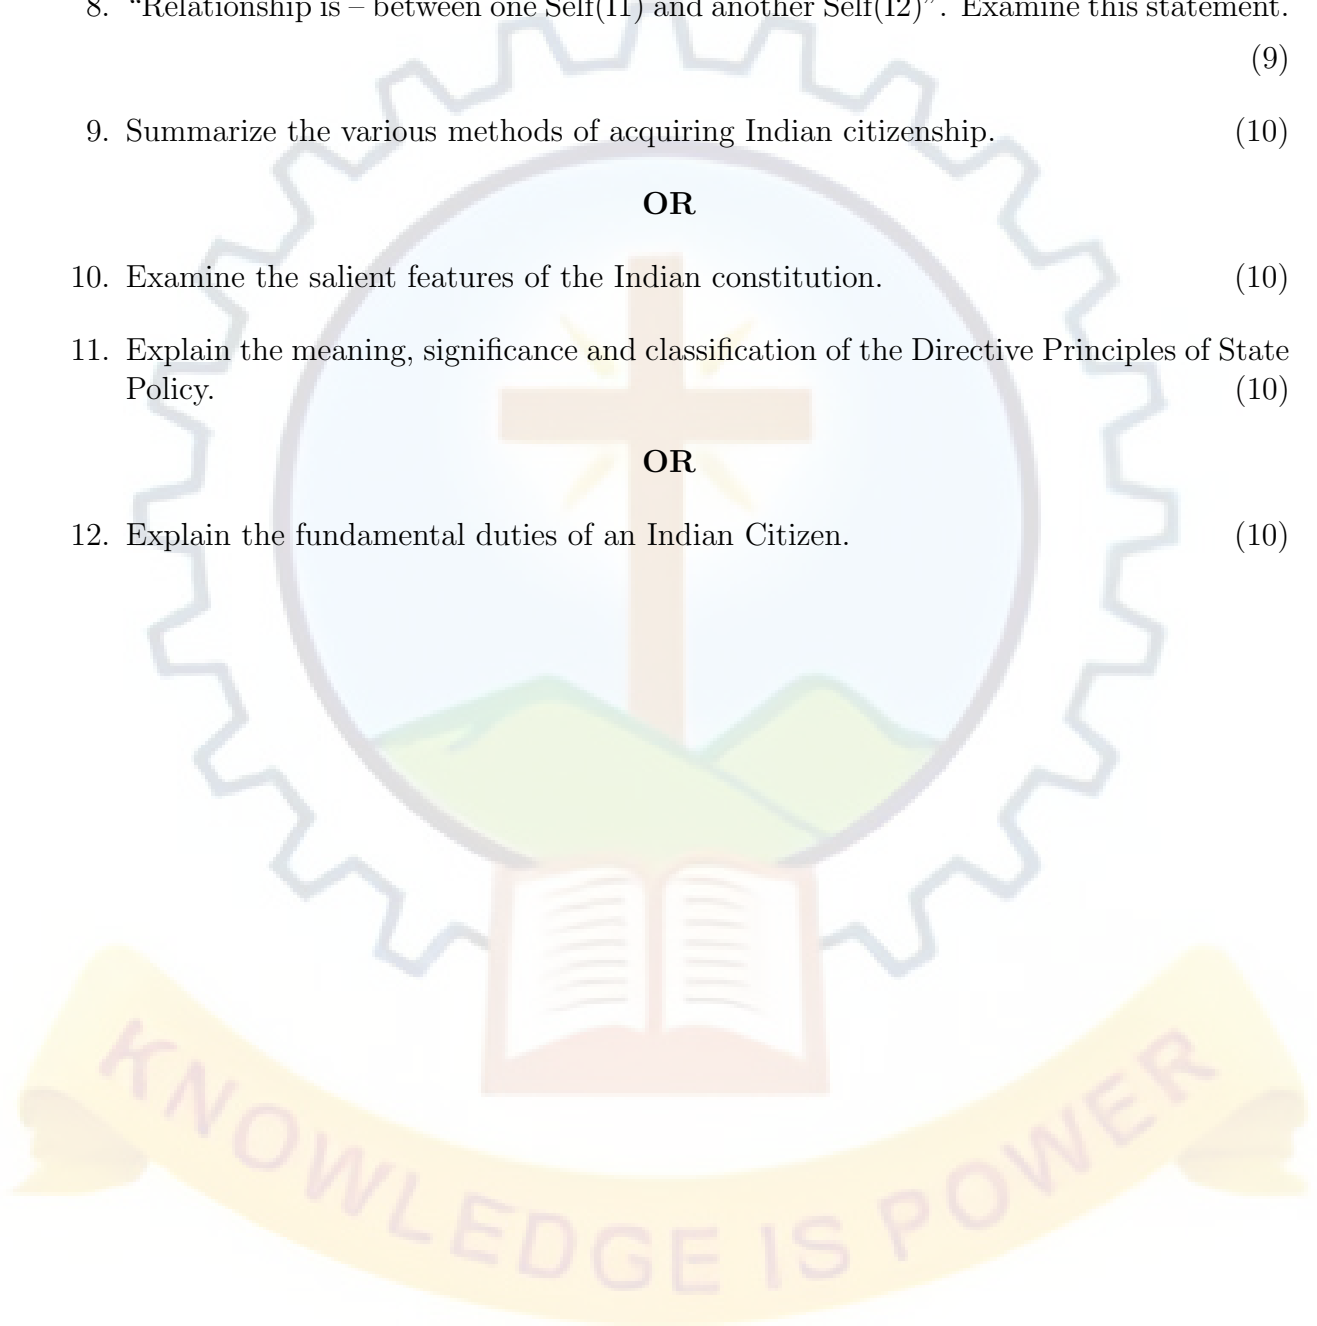 8. “Relationship is – between one Self(I1) and another Self(I2)”. Examine this statement.
(9)
9. Summarize the various methods of acquiring Indian citizenship. (10)
OR
10. Examine the salient features of the Indian constitution. (10)
11. Explain the meaning, significance and classification of the Directive Principles of State
Policy. (10)
OR
12. Explain the fundamental duties of an Indian Citizen. (10)
KNOWLEDGE IS POWER